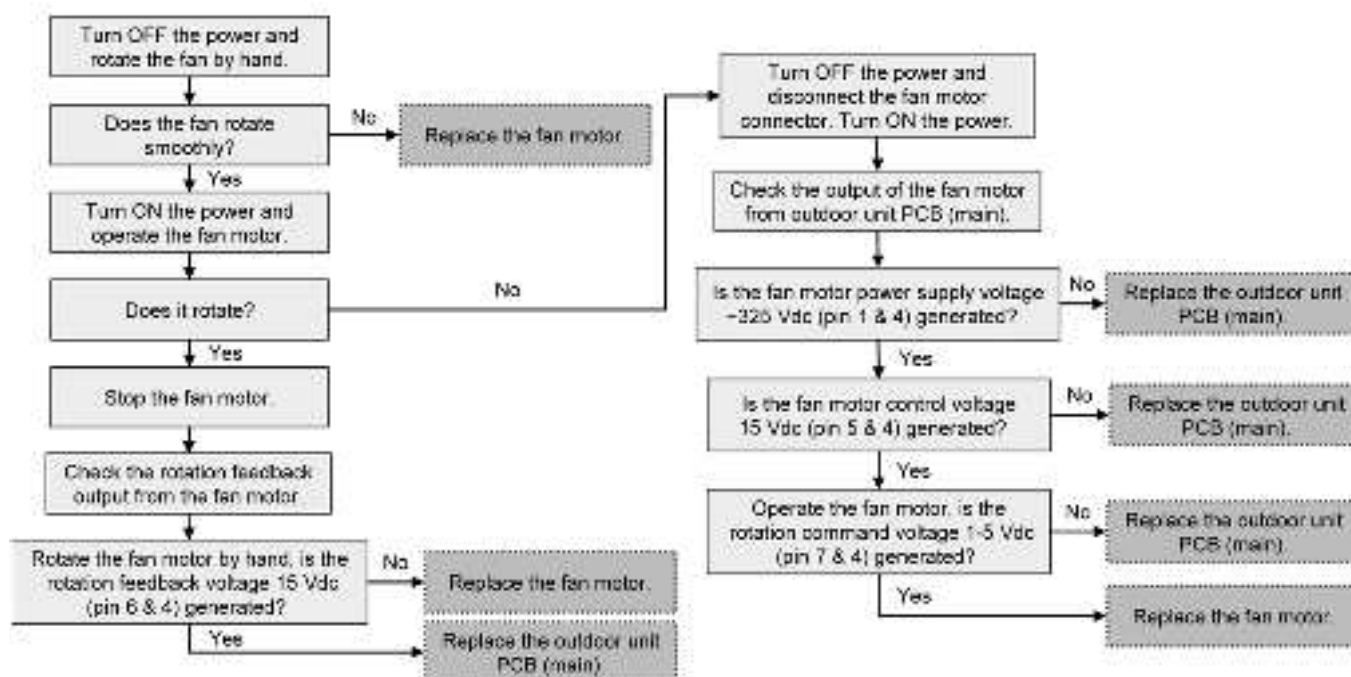 Turn OFF the power and
rotate the fan by hand.
Does the fan rotate
smoothly?
No
Replace the fan motor.
Yes
Turn ON the power and
operate the fan motor.
Does it rotate?
No
Yes
Stop the fan motor.
Check the rotation feedback
output from the fan motor
Rotate the fan motor by hand, is the
rotation feedback voltage 15 Vdc
(pin 6 & 4) generated?
No
Replace the fan motor.
Yes
Replace the outdoor unit
PCB (main)
Turn OFF the power and
disconnect the fan motor
connector. Turn ON the power.
Check the output of the fan motor
from outdoor unit PCB (main).
Is the fan motor power supply voltage
~325 Vdc (pin 1 & 4) generated?
No
Replace the outdoor unit
PCB (main).
Yes
Is the fan motor control voltage
15 Vdc (pin 5 & 4) generated?
No
Replace the outdoor unit
PCB (main).
Yes
Operate the fan motor, is the
rotation command voltage 1-5 Vdc
(pin 7 & 4) generated?
No
Replace the outdoor unit
PCB (main).
Yes
Replace the fan motor.